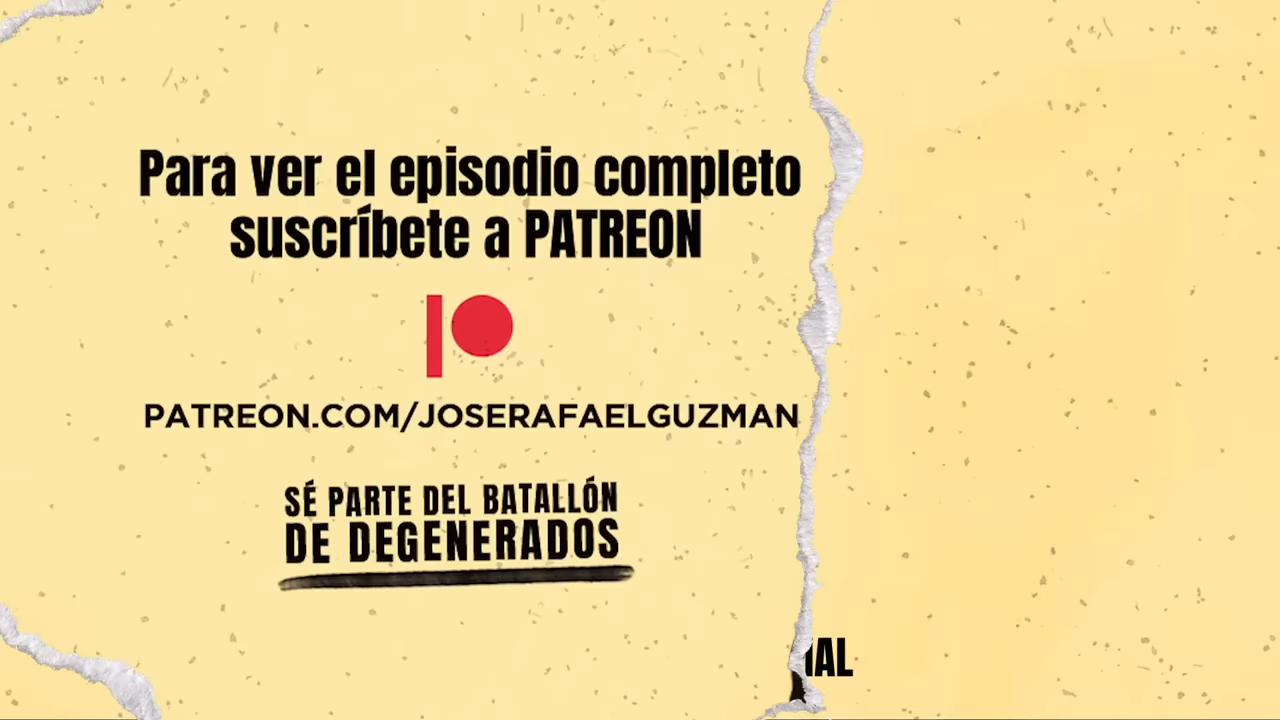 Para ver el episodio completo
suscríbete a PATREON
PATREON.COM/JOSERAFAELGUZMAN
SÉ PARTE DEL BATALLÓN
DE DEGENERADOS